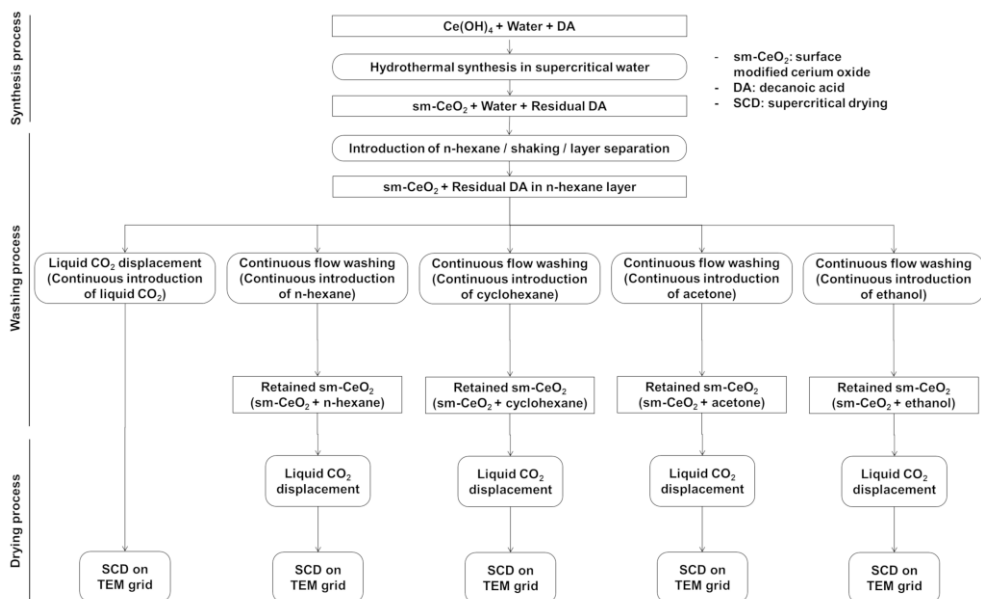 Synthesis process
Ce(OH)₄ + Water + DA
Hydrothermal synthesis in supercritical water
sm-CeO₂ + Water + Residual DA
- sm-CeO₂: surface
modified cerium oxide
- DA: decanoic acid
- SCD: supercritical drying
Washing process
Introduction of n-hexane / shaking / layer separation
sm-CeO₂ + Residual DA in n-hexane layer
Liquid CO₂ displacement
(Continuous introduction
of liquid CO₂)
Continuous flow washing
(Continuous introduction
of n-hexane)
Continuous flow washing
(Continuous introduction
of cyclohexane)
Continuous flow washing
(Continuous introduction
of acetone)
Continuous flow washing
(Continuous introduction
of ethanol)
Retained sm-CeO₂
(sm-CeO₂ + n-hexane)
Retained sm-CeO₂
(sm-CeO₂ + cyclohexane)
Retained sm-CeO₂
(sm-CeO₂ + acetone)
Retained sm-CeO₂
(sm-CeO₂ + ethanol)
Drying process
Liquid CO₂
displacement
Liquid CO₂
displacement
Liquid CO₂
displacement
Liquid CO₂
displacement
SCD on
TEM grid
SCD on
TEM grid
SCD on
TEM grid
SCD on
TEM grid
SCD on
TEM grid